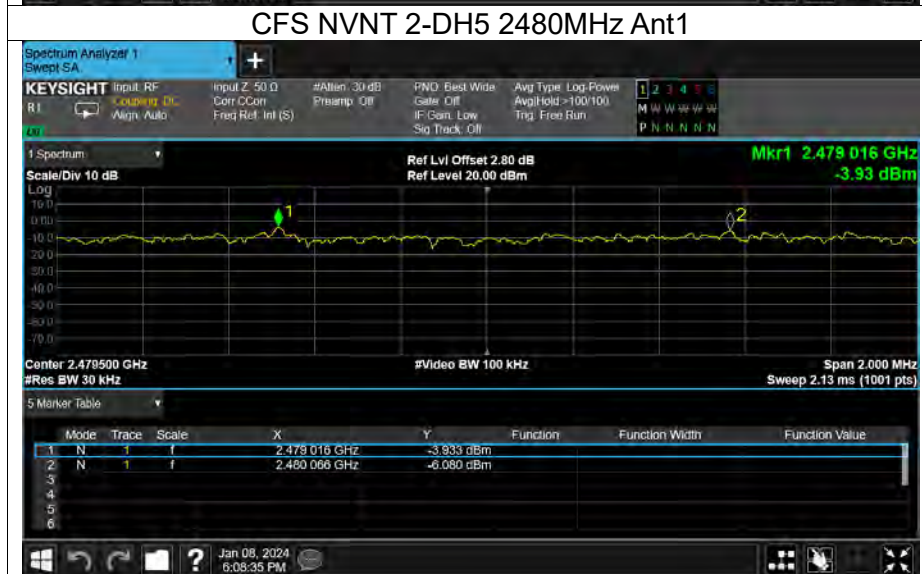 CFS NVNT 2-DH5 2480MHz Ant1
Spectrum Analyzer 1
Swept SA
+
KEYSIGHT Input: RF Input Z: 50 Ω #Atten: 30 dB PNO: Best Wide Avg Type: Log-Power 1 2 3 4 5 6
R L Coupling: DC Corr CCorr Preamp: Off Gate: Off Avg|Hold:>100/100 M W W W W W
Align: Auto Freq Ref: Int (S) IF Gain: Low Trig: Free Run
Sig Track: Off P N N N N N
1 Spectrum Ref Lvl Offset 2.80 dB Mkr1 2.479 016 GHz
Scale/Div 10 dB Ref Level 20.00 dBm -3.93 dBm
Log
10.0
0.00
-10.0
-20.0
-30.0
-40.0
-50.0
-60.0
-70.0
1
2
Center 2.479500 GHz #Video BW 100 kHz Span 2.000 MHz
#Res BW 30 kHz Sweep 2.13 ms (1001 pts)
5 Marker Table
Mode Trace Scale X Y Function Function Width Function Value
1 N 1 f 2.479 016 GHz -3.933 dBm
2 N 1 f 2.480 066 GHz -6.080 dBm
3
4
5
6
? Jan 08, 2024
6:08:35 PM